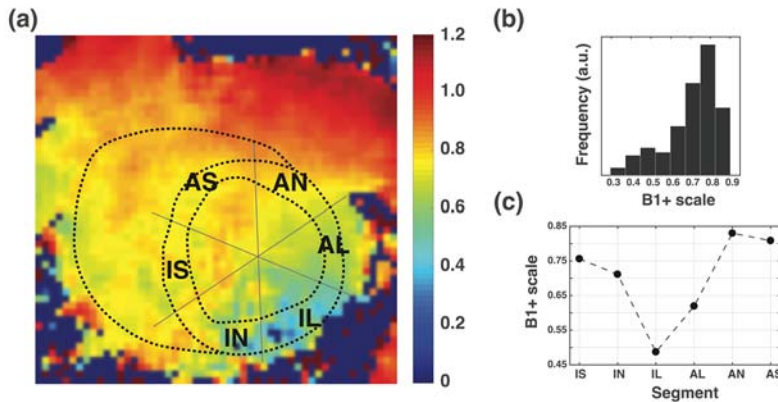 (a)
AS
AN
AL
IS
IN
IL
1.2
1.0
0.8
0.6
0.4
0.2
0
(b)
Frequency (a.u.)
0.3 0.4 0.5 0.6 0.7 0.8 0.9
B1+ scale
(c)
B1+ scale
0.85
0.75
0.65
0.55
0.45
IS IN IL AL AN AS
Segment